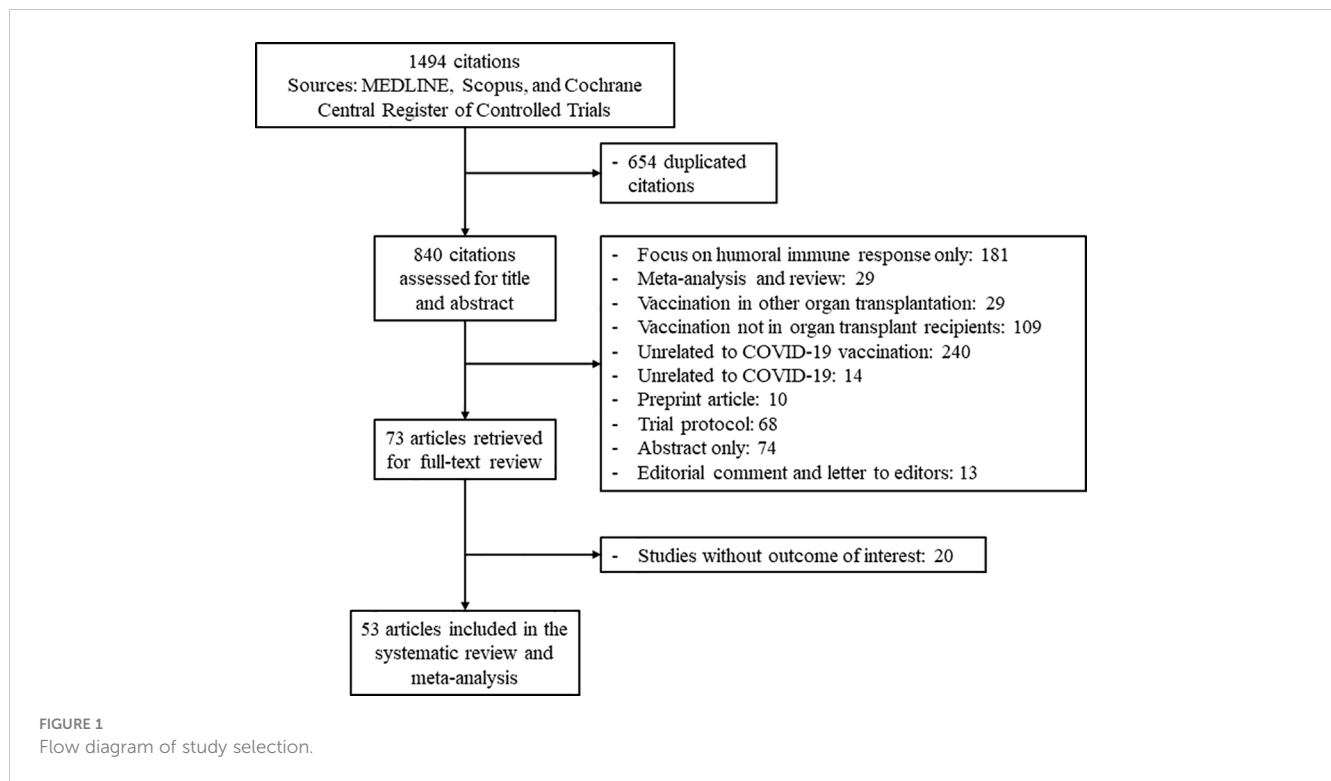 1494 citations
Sources: MEDLINE, Scopus, and Cochrane
Central Register of Controlled Trials
- 654 duplicated
citations
840 citations
assessed for title
and abstract
- Focus on humoral immune response only: 181
- Meta-analysis and review: 29
- Vaccination in other organ transplantation: 29
- Vaccination not in organ transplant recipients: 109
- Unrelated to COVID-19 vaccination: 240
- Unrelated to COVID-19: 14
- Preprint article: 10
- Trial protocol: 68
- Abstract only: 74
- Editorial comment and letter to editors: 13
73 articles retrieved
for full-text review
- Studies without outcome of interest: 20
53 articles included in the
systematic review and
meta-analysis
FIGURE 1
Flow diagram of study selection.